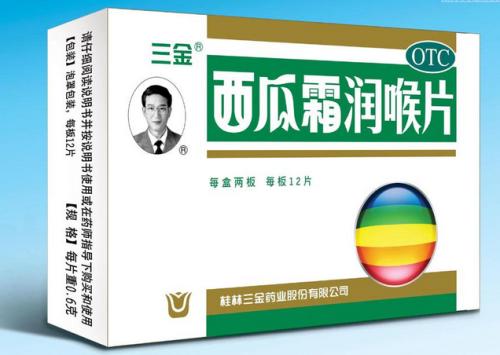 三金®
OTC
西瓜霜润喉片
®
每盒两板 每板12片
桂林三金药业股份有限公司
请仔细阅读说明书并按说明书使用或在药师指导下购买和使用
【包装】泡罩包装，每板12片
【规格】每片重0.6克